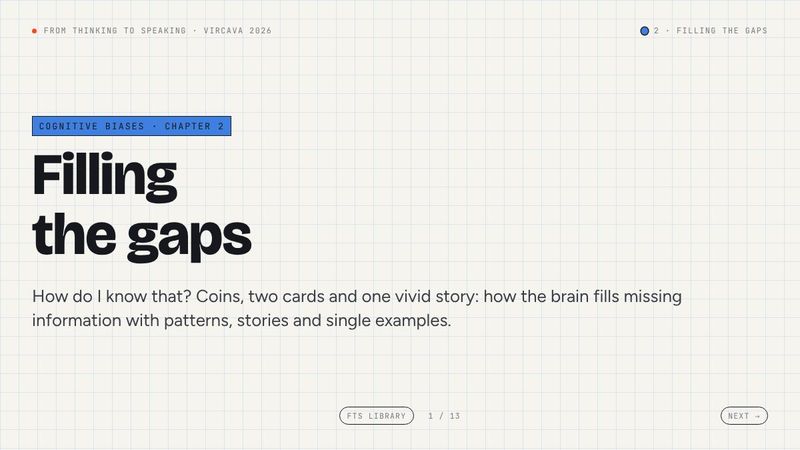 FROM THINKING TO SPEAKING · VIRCAVA 2026
2 · FILLING THE GAPS
COGNITIVE BIASES · CHAPTER 2
Filling
the gaps
How do I know that? Coins, two cards and one vivid story: how the brain fills missing
information with patterns, stories and single examples.
FTS LIBRARY
1 / 13
NEXT →